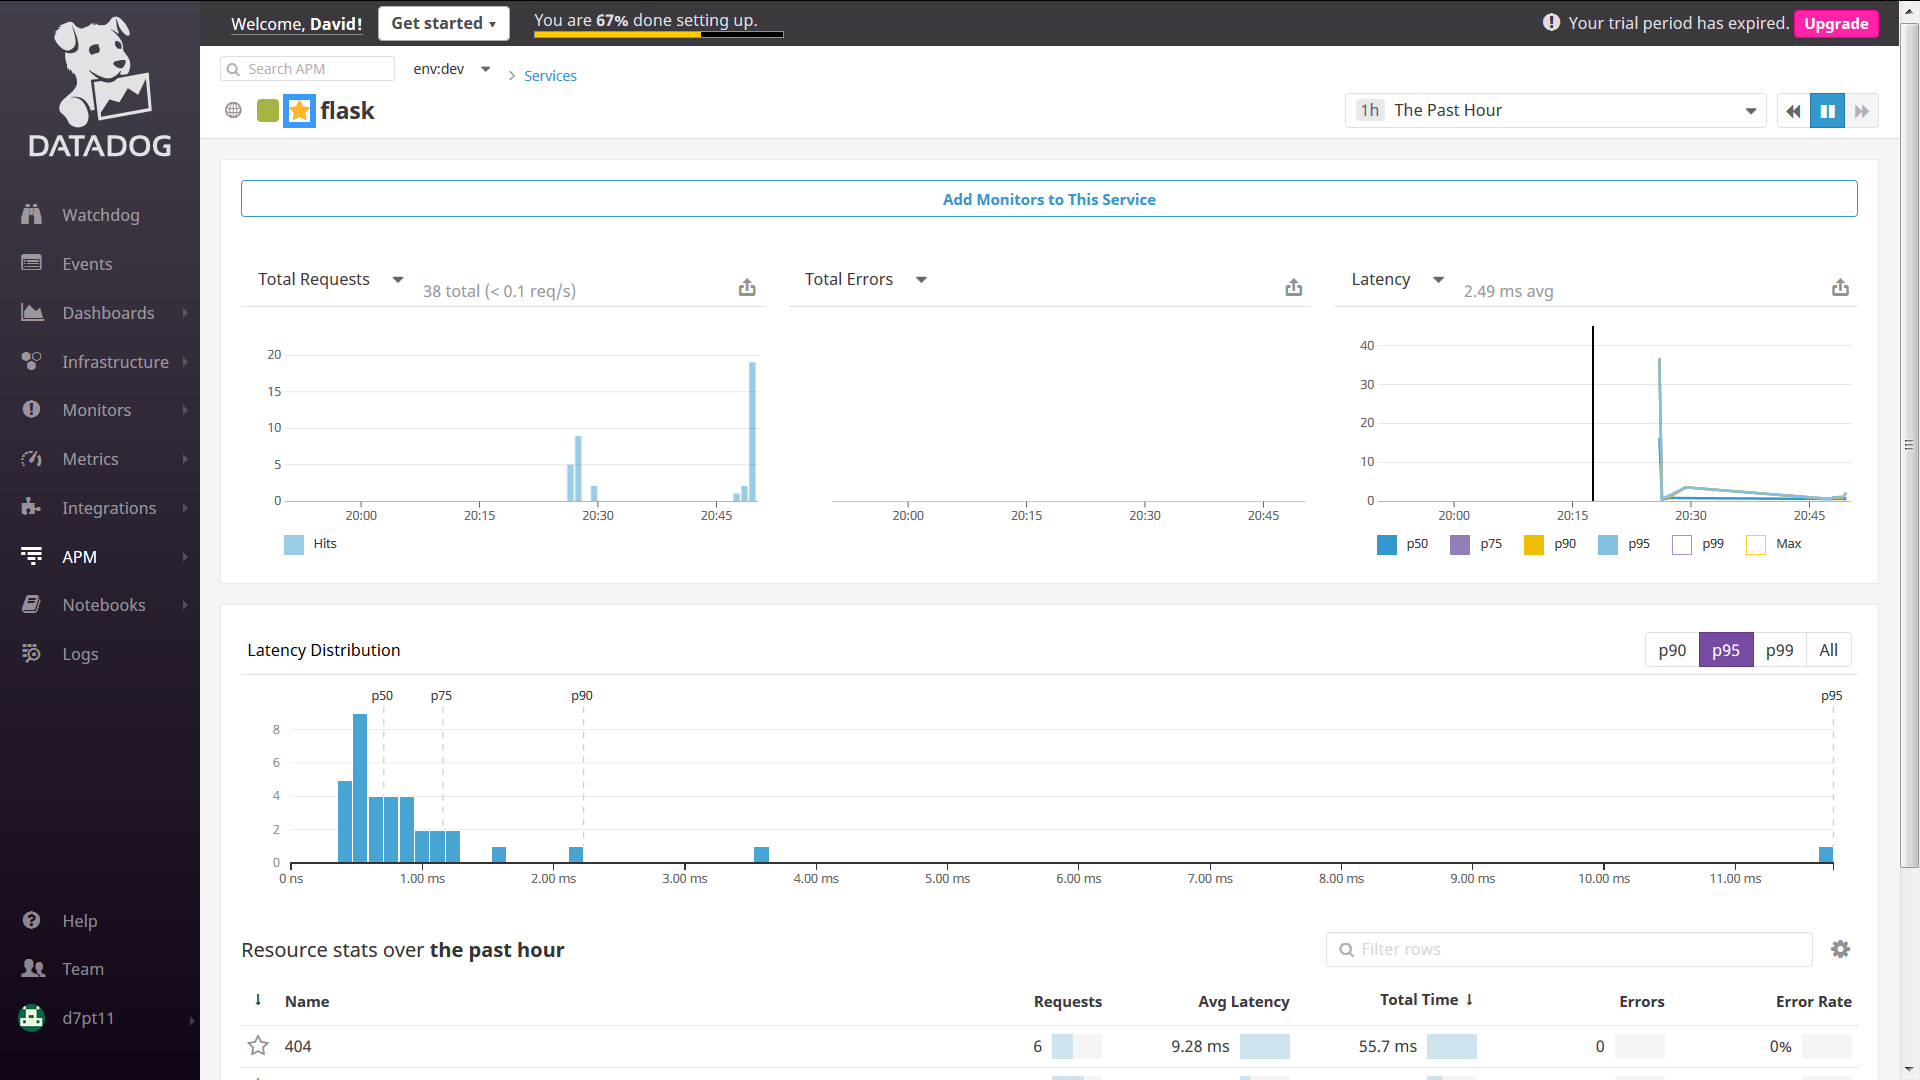 Welcome, David!
Get started ▾
You are 67% done setting up.
Your trial period has expired.
Upgrade
DATADOG
Watchdog
Events
Dashboards
Infrastructure
Monitors
Metrics
Integrations
APM
Notebooks
Logs
Help
Team
d7pt11
Search APM
env:dev
Services
flask
1h The Past Hour
Add Monitors to This Service
Total Requests
38 total (< 0.1 req/s)
20
15
10
5
0
20:00 20:15 20:30 20:45
Hits
Total Errors
20:00 20:15 20:30 20:45
Latency
2.49 ms avg
40
30
20
10
0
20:00 20:15 20:30 20:45
p50 p75 p90 p95 p99 Max
Latency Distribution
p90 p95 p99 All
p50 p75 p90 p95
8
6
4
2
0
0 ns 1.00 ms 2.00 ms 3.00 ms 4.00 ms 5.00 ms 6.00 ms 7.00 ms 8.00 ms 9.00 ms 10.00 ms 11.00 ms
Resource stats over the past hour
Filter rows
↓ Name Requests Avg Latency Total Time ↓ Errors Error Rate
404 6 9.28 ms 55.7 ms 0 0%